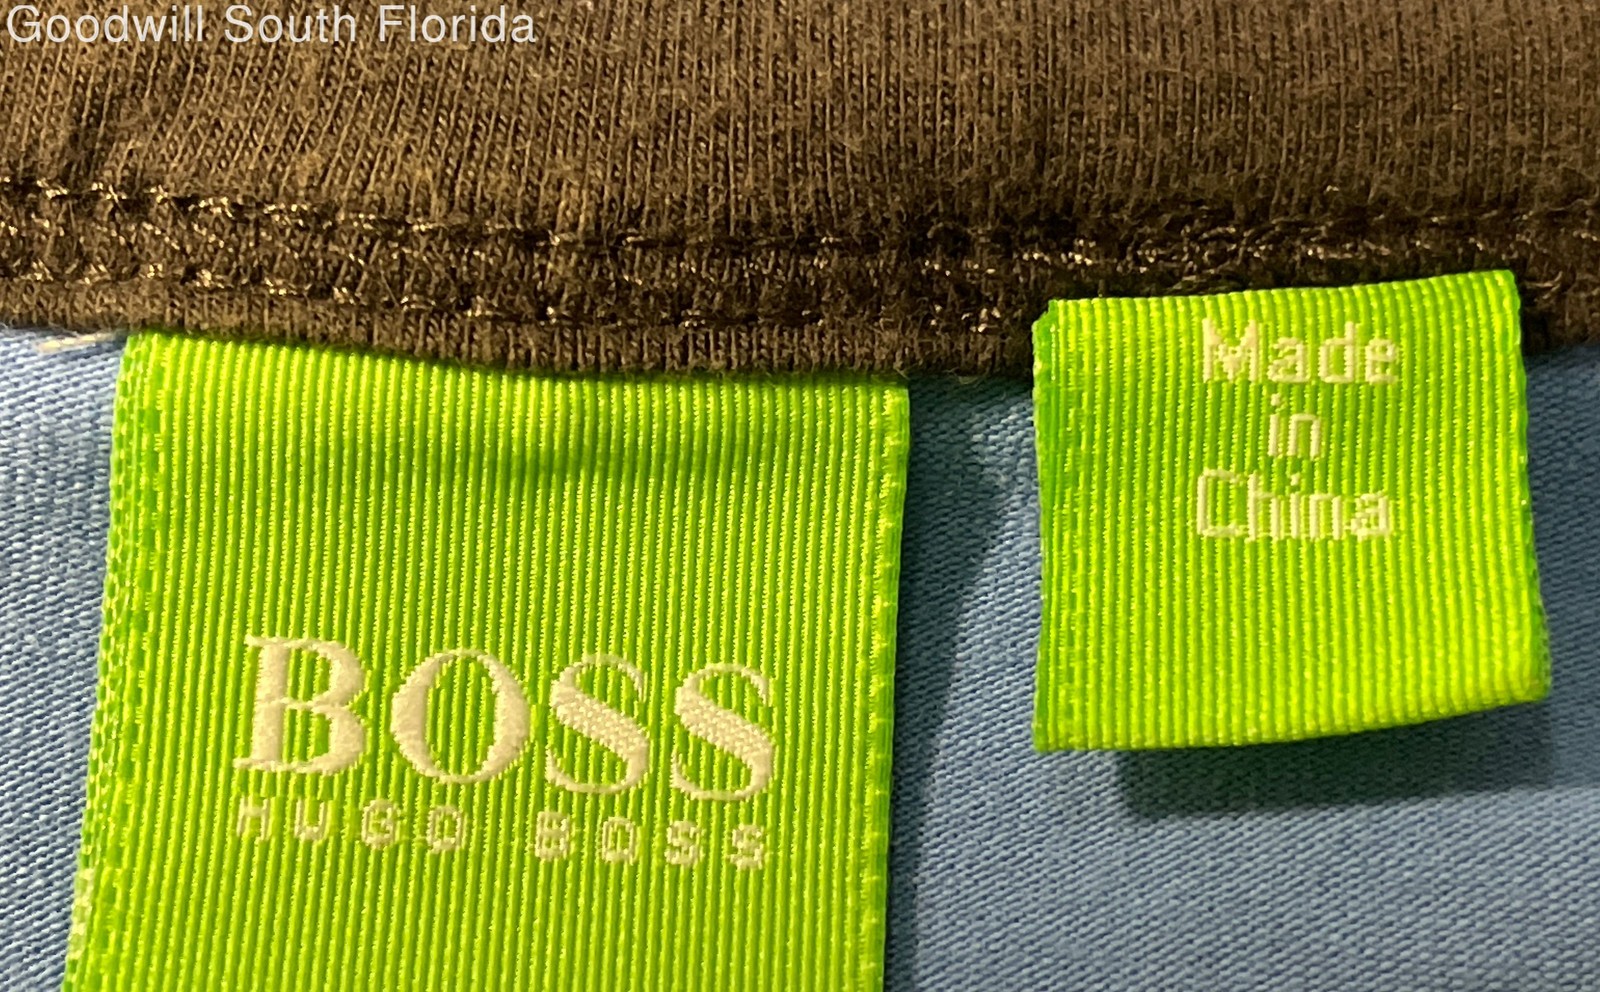 Goodwill South Florida
Made
in
China
BOSS
HUGO BOSS